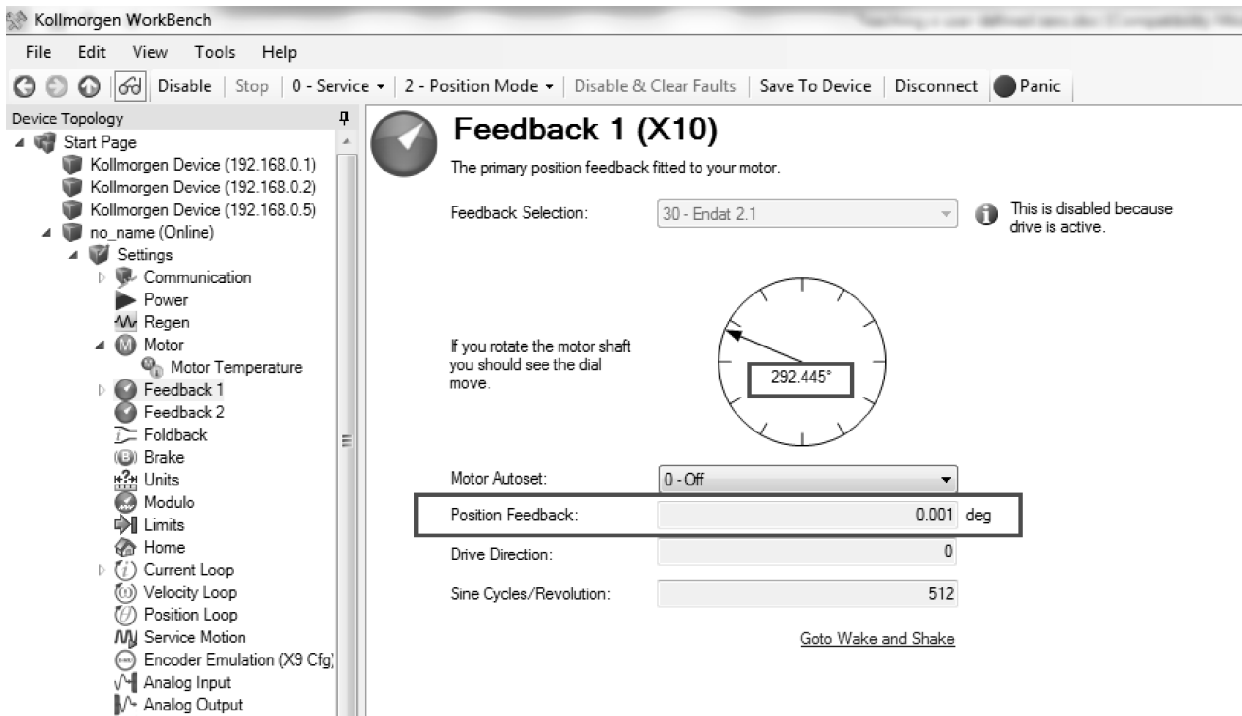 Kollmorgen WorkBench
File Edit View Tools Help
Disable Stop 0 - Service 2 - Position Mode Disable & Clear Faults Save To Device Disconnect Panic
Device Topology
Start Page
Kollmorgen Device (192.168.0.1)
Kollmorgen Device (192.168.0.2)
Kollmorgen Device (192.168.0.5)
no_name (Online)
Settings
Communication
Power
Regen
Motor
Motor Temperature
Feedback 1
Feedback 2
Foldback
Brake
Units
Modulo
Limits
Home
Current Loop
Velocity Loop
Position Loop
Service Motion
Encoder Emulation (X9 Cfg)
Analog Input
Analog Output
Feedback 1 (X10)
The primary position feedback fitted to your motor.
Feedback Selection: 30 - Endat 2.1
This is disabled because
drive is active.
If you rotate the motor shaft
you should see the dial
move.
292.445°
Motor Autoset: 0 - Off
Position Feedback: 0.001 deg
Drive Direction: 0
Sine Cycles/Revolution: 512
Goto Wake and Shake